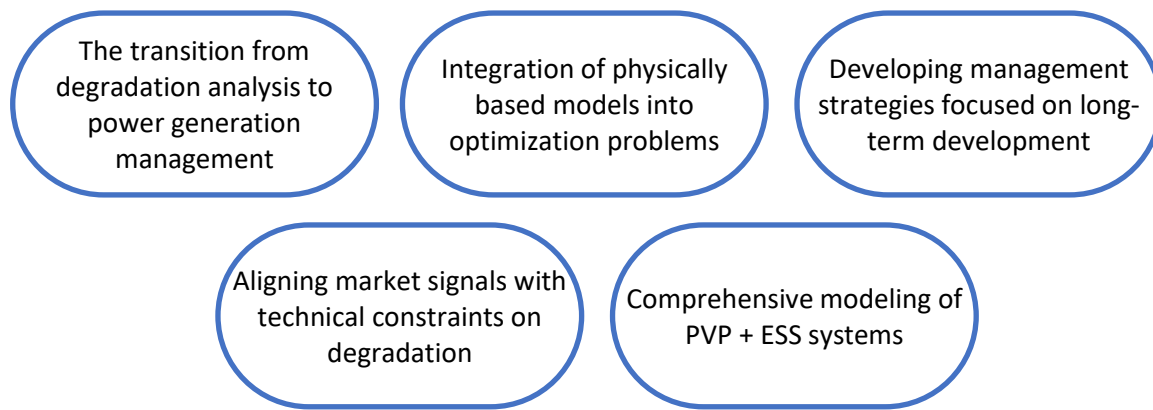 The transition from
degradation analysis to
power generation
management
Integration of physically
based models into
optimization problems
Developing management
strategies focused on long-
term development
Aligning market signals with
technical constraints on
degradation
Comprehensive modeling of
PVP + ESS systems